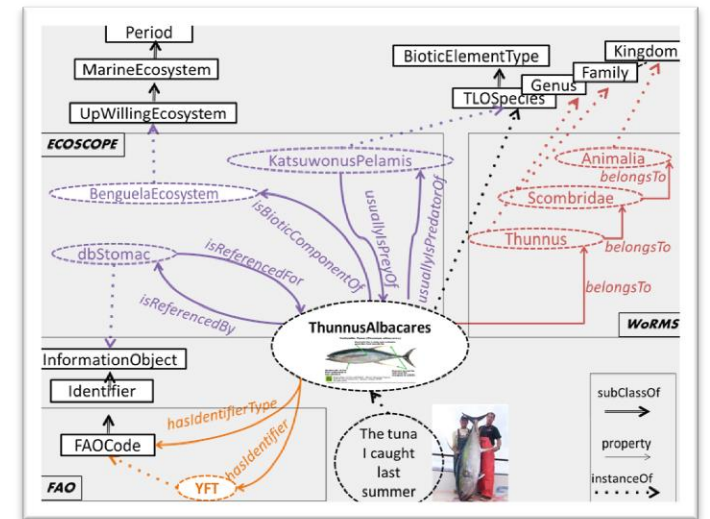 Period
MarineEcosystem
UpWillingEcosystem
BioticElementType
Kingdom
Family
Genus
TLOSpecies
ECOSCOPE
KatsuwonusPelamis
BenguelaEcosystem
dbStomac
isReferencedFor
isReferencedBy
isBioticComponentOf
usuallyIsPreyOf
usuallyIsPredatorOf
Animalia
belongsTo
Scombridae
Thunnus
belongsTo
belongsTo
WoRMS
ThunnusAlbacares
InformationObject
Identifier
FAOCode
hasIdentifierType
hasIdentifier
YFT
FAO
The tuna
I caught
last
summer
subClassOf
property
instanceOf